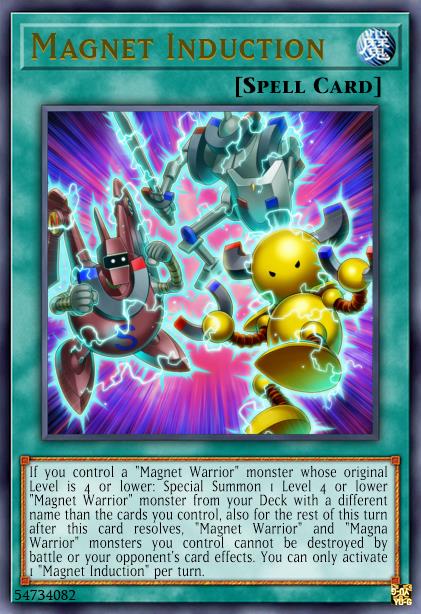 Magnet Induction
魔
[Spell Card]
S
If you control a "Magnet Warrior" monster whose original
Level is 4 or lower: Special Summon 1 Level 4 or lower
"Magnet Warrior" monster from your Deck with a different
name than the cards you control, also for the rest of this turn
after this card resolves, "Magnet Warrior" and "Magna
Warrior" monsters you control cannot be destroyed by
battle or your opponent's card effects. You can only activate
1 "Magnet Induction" per turn.
54734082